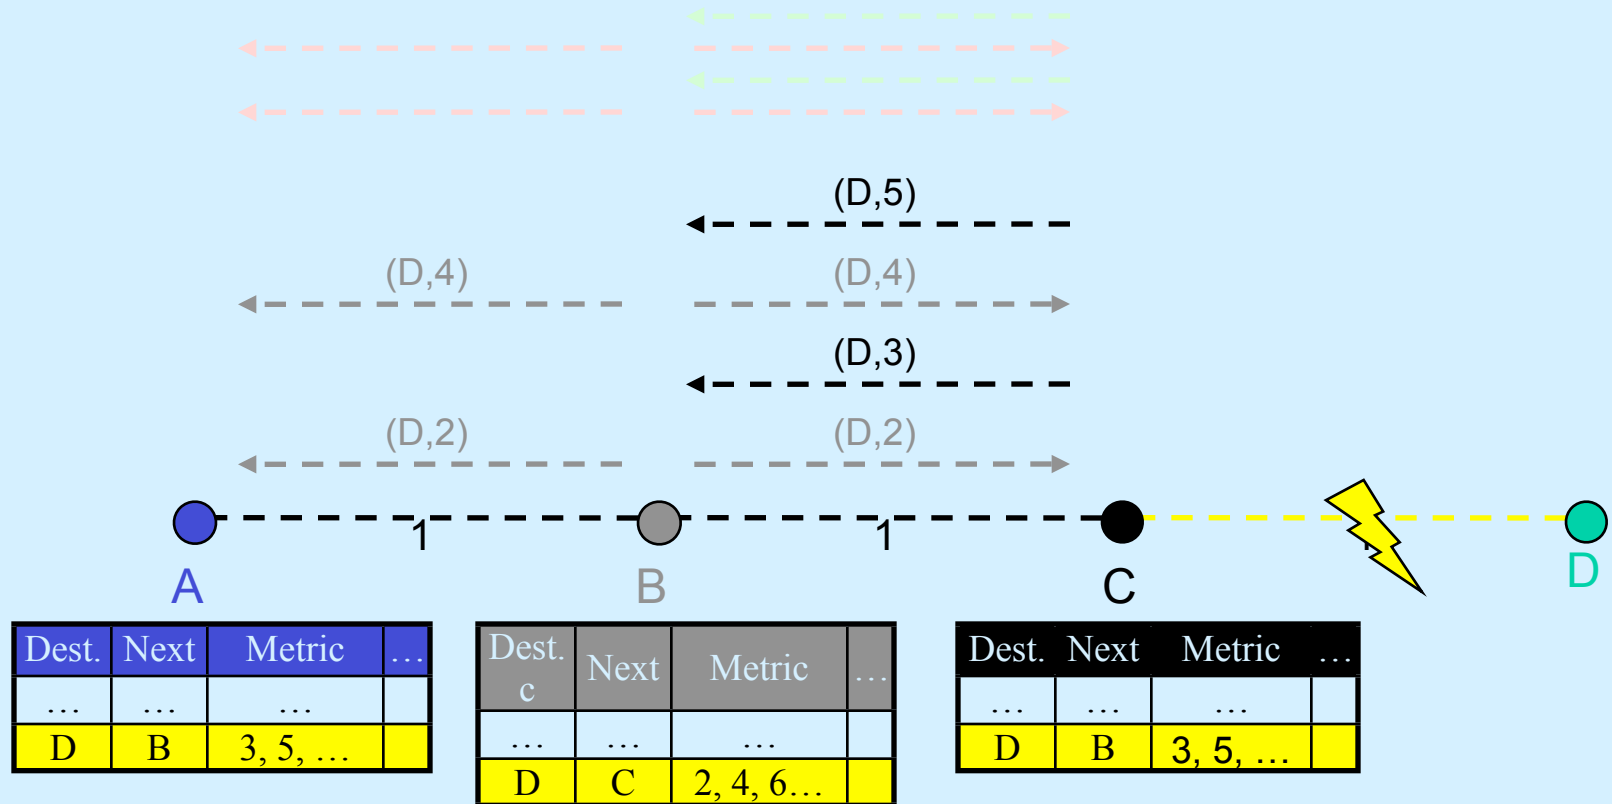 (D,5)
(D,4) (D,4)
(D,3)
(D,2) (D,2)
1 1
A B C D
Dest. Next Metric …
… … …
D B 3, 5, …
Dest. c Next Metric …
… … …
D C 2, 4, 6…
Dest. Next Metric …
… … …
D B 3, 5, …